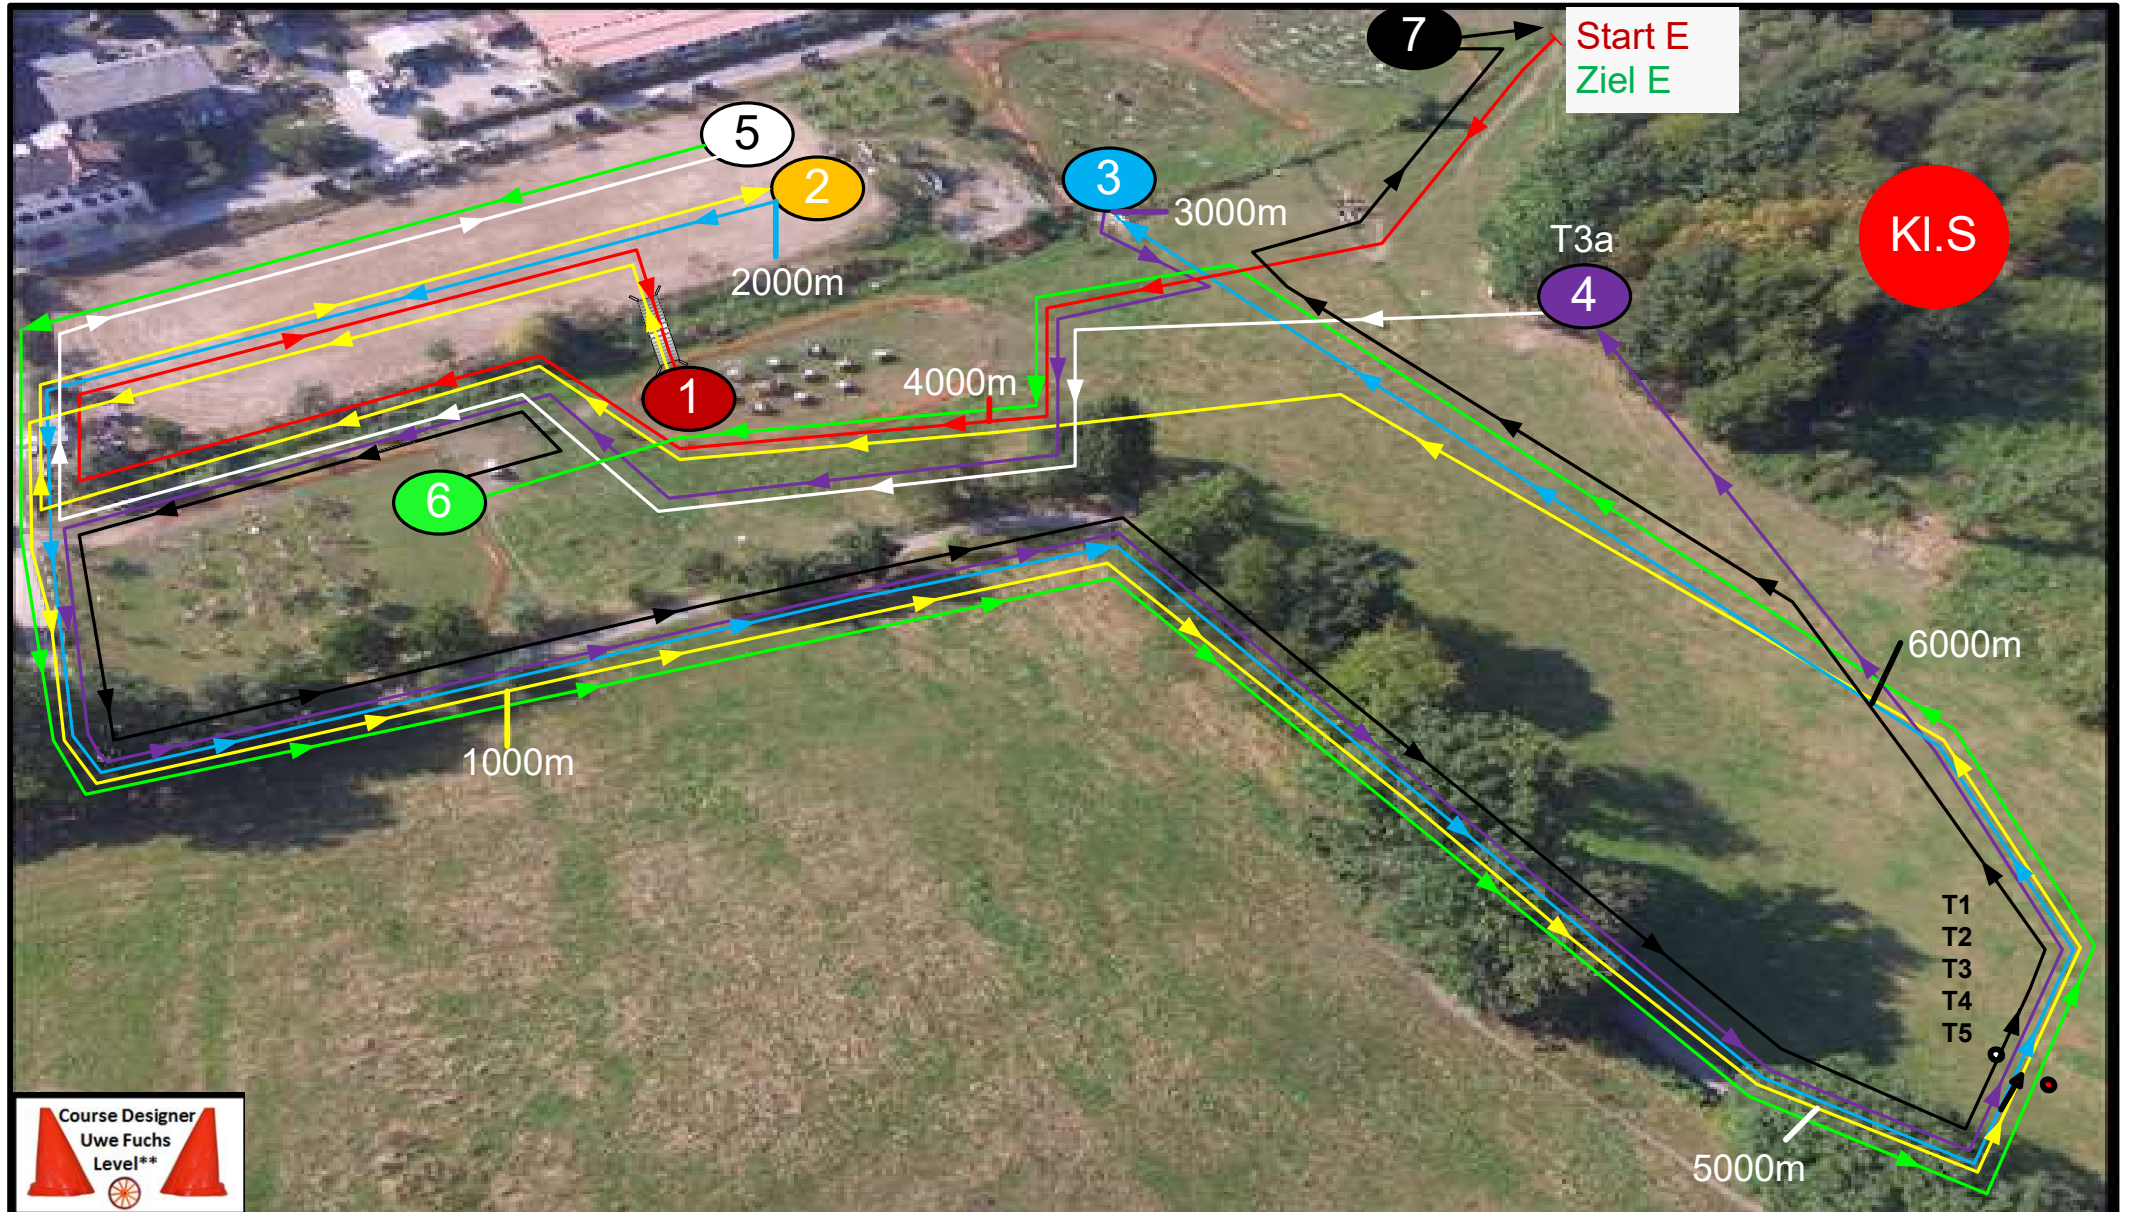 7
Start E
Ziel E
5
2
3
3000m
Kl.S
T3a
4
2000m
1
4000m
6
6000m
1000m
T1
T2
T3
T4
T5
5000m
Course Designer
Uwe Fuchs
Level**